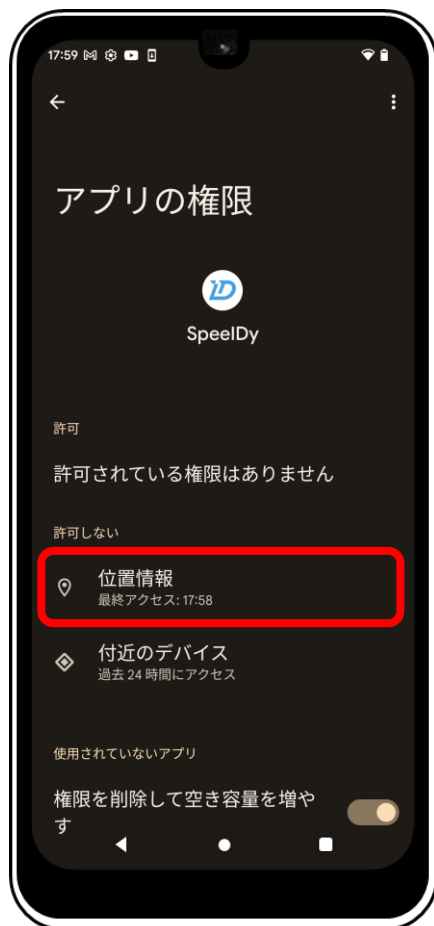 17:59
アプリの権限
SpeelDy
許可
許可されている権限はありません
許可しない
位置情報
最終アクセス: 17:58
付近のデバイス
過去 24 時間にアクセス
使用されていないアプリ
権限を削除して空き容量を増や
す